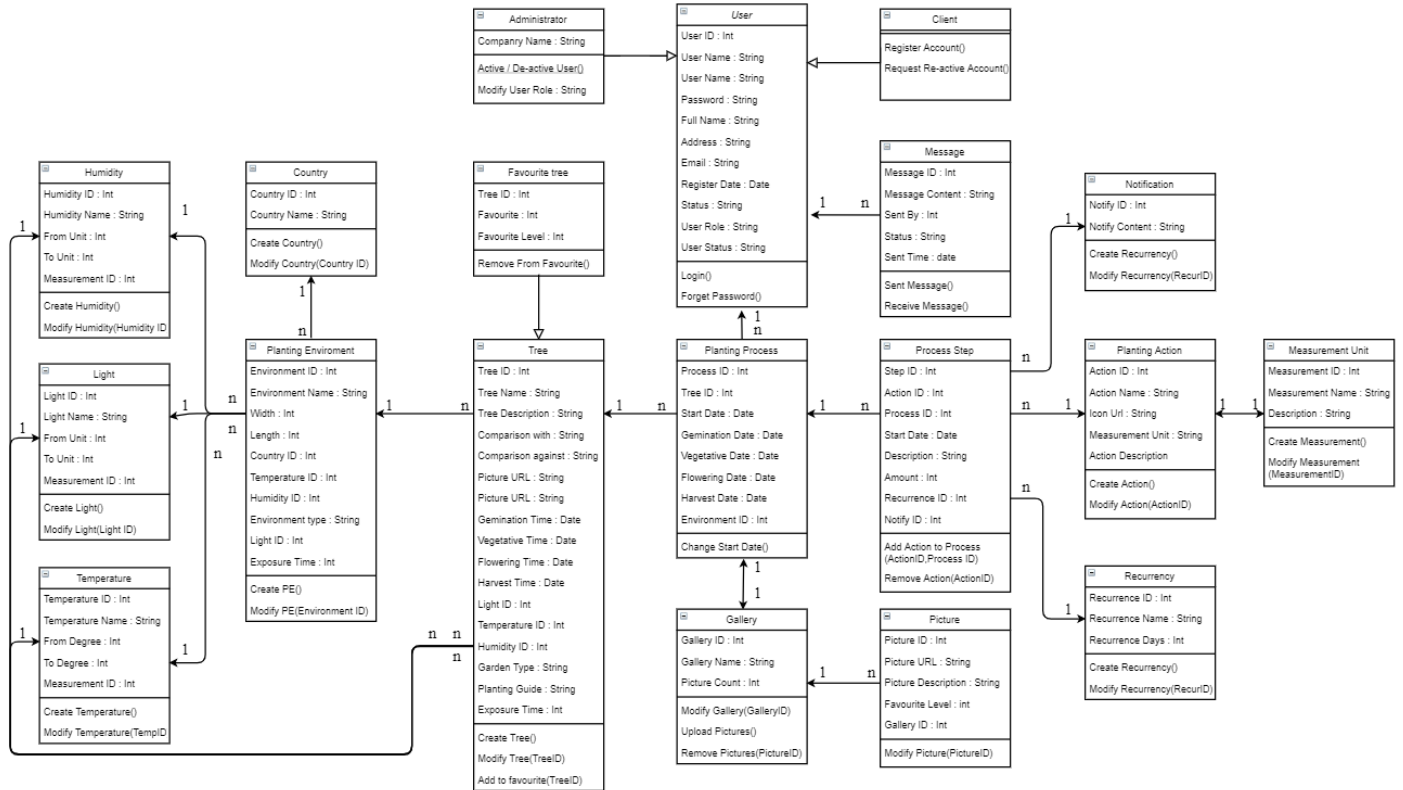 Administrator
Companry Name : String
Active / De-active User()
Modify User Role : String
User
User ID : Int
User Name : String
User Name : String
Password : String
Full Name : String
Address : String
Email : String
Register Date : Date
Status : String
User Role : String
User Status : String
Login()
Forget Password()
Client
Register Account()
Request Re-active Account()
Humidity
Humidity ID : Int
Humidity Name : String
From Unit : Int
To Unit : Int
Measurement ID : Int
Create Humidity()
Modify Humidity(Humidity ID
1
1
Country
Country ID : Int
Country Name : String
Create Country()
Modify Country(Country ID)
1
n
Favourite tree
Tree ID : Int
Favourite : Int
Favourite Level : Int
Remove From Favourite()
Message
Message ID : Int
Message Content : String
Sent By : Int
Status : String
Sent Time : date
Sent Message()
Receive Message()
1
n
Notification
Notify ID : Int
Notify Content : String
Create Recurrency()
Modify Recurrency(RecurID)
1
n
Light
Light ID : Int
Light Name : String
From Unit : Int
To Unit : Int
Measurement ID : Int
Create Light()
Modify Light(Light ID)
1
1
n
n
n
Planting Enviroment
Environment ID : Int
Environment Name : String
Width : Int
Length : Int
Country ID : Int
Temperature ID : Int
Humidity ID : Int
Environment type : String
Light ID : Int
Exposure Time : Int
Create PE()
Modify PE(Environment ID)
1
n
Tree
Tree ID : Int
Tree Name : String
Tree Description : String
Comparison with : String
Comparison against : String
Picture URL : String
Picture URL : String
Gemination Time : Date
Vegetative Time : Date
Flowering Time : Date
Harvest Time : Date
Light ID : Int
Temperature ID : Int
Humidity ID : Int
Garden Type : String
Planting Guide : String
Exposure Time : Int
Create Tree()
Modify Tree(TreeID)
Add to favourite(TreeID)
n
n
n
1
n
1
n
Planting Process
Process ID : Int
Tree ID : Int
Start Date : Date
Gemination Date : Date
Vegetative Date : Date
Flowering Date : Date
Harvest Date : Date
Environment ID : Int
Change Start Date()
1
n
Process Step
Step ID : Int
Action ID : Int
Process ID : Int
Start Date : Date
Description : String
Amount : Int
Recurrence ID : Int
Notify ID : Int
Add Action to Process
(ActionID,Process ID)
Remove Action(ActionID)
n
1
Planting Action
Action ID : Int
Action Name : String
Icon Url : String
Measurement Unit : String
Action Description
Create Action()
Modify Action(ActionID)
1
1
Measurement Unit
Measurement ID : Int
Measurement Name : String
Description : String
Create Measurement()
Modify Measurement
(MeasurementID)
Temperature
Temperature ID : Int
Temperature Name : String
From Degree : Int
To Degree : Int
Measurement ID : Int
Create Temperature()
Modify Temperature(TempID
1
1
1
1
Gallery
Gallery ID : Int
Gallery Name : String
Picture Count : Int
Modify Gallery(GalleryID)
Upload Pictures()
Remove Pictures(PictureID)
1
n
Picture
Picture ID : Int
Picture URL : String
Picture Description : String
Favourite Level : int
Gallery ID : Int
Modify Picture(PictureID)
n
1
Recurrency
Recurrence ID : Int
Recurrence Name : String
Recurrence Days : Int
Create Recurrency()
Modify Recurrency(RecurID)